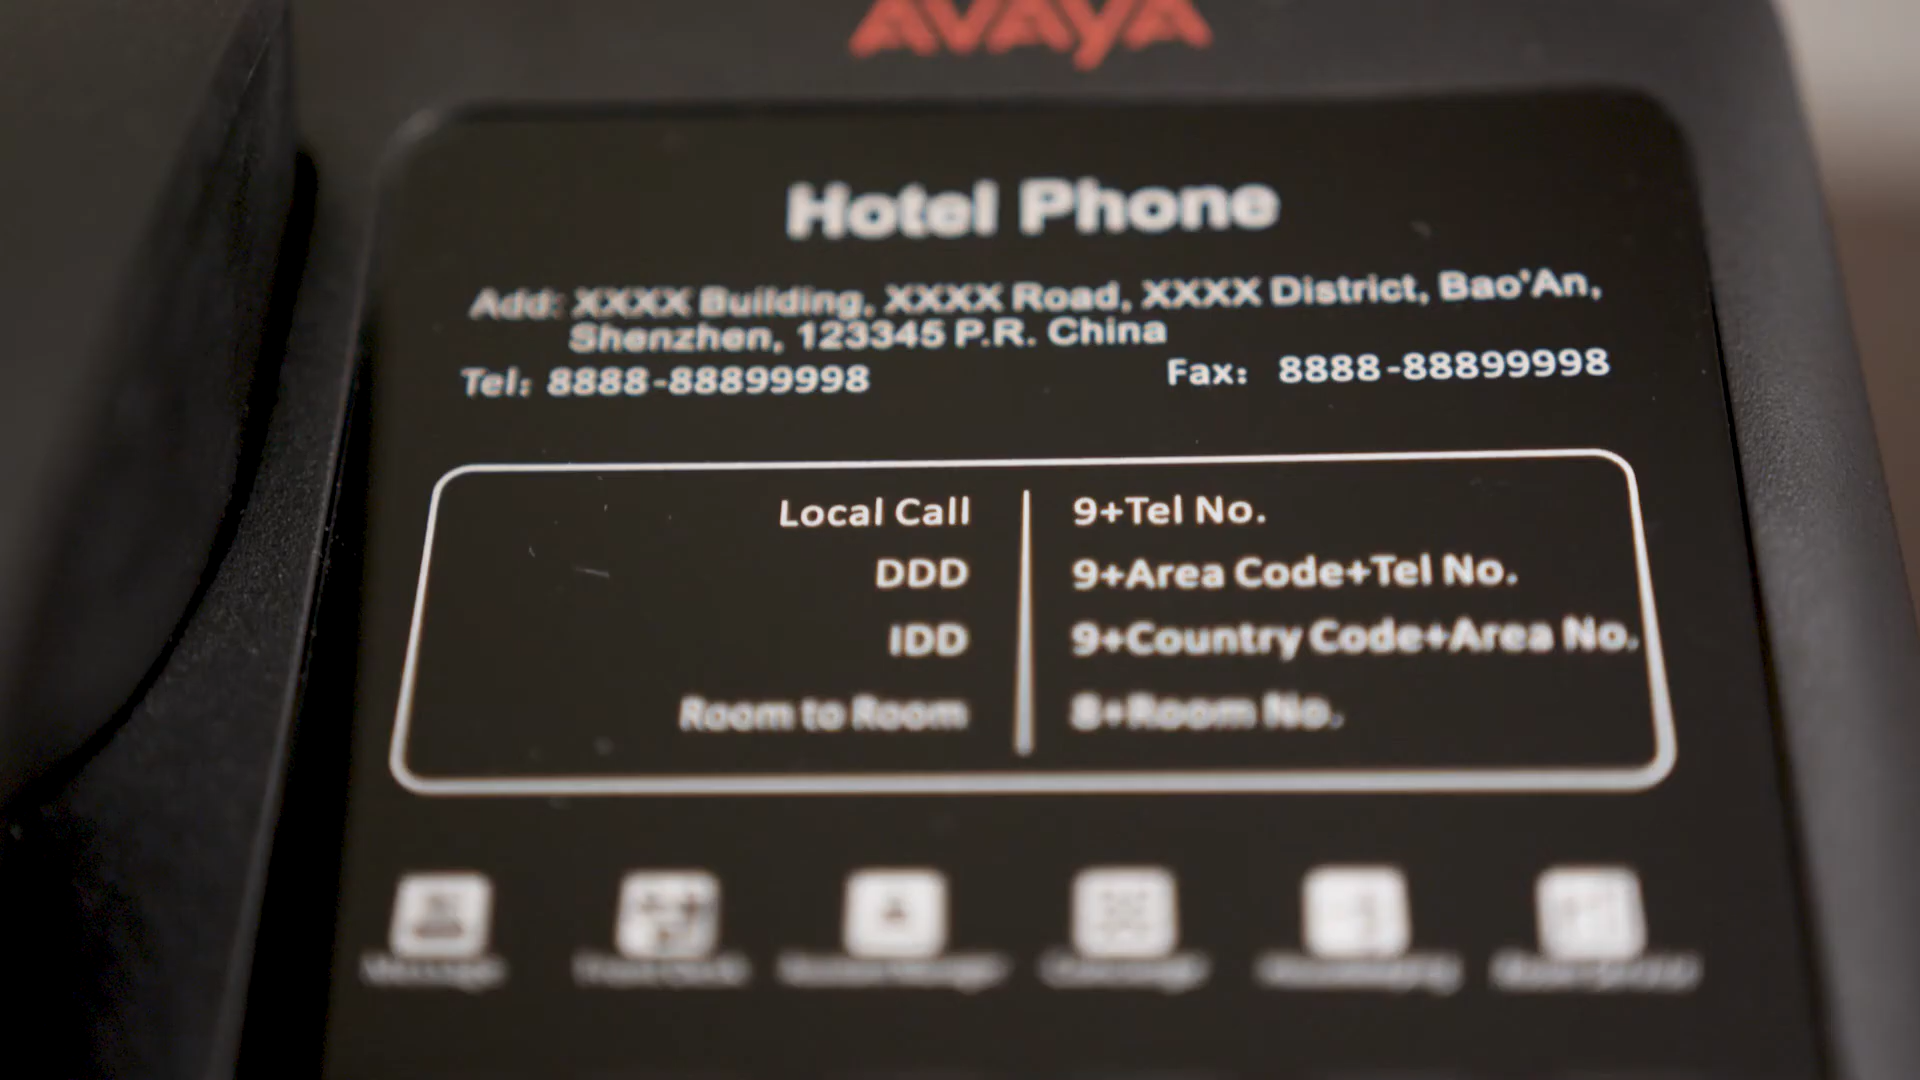 AVAYA
Hotel Phone
Add: XXXX Building, XXXX Road, XXXX District, Bao'An,
Shenzhen, 123345 P.R. China
Tel: 8888-88899998 Fax: 8888-88899998
Local Call 9+Tel No.
DDD 9+Area Code+Tel No.
IDD 9+Country Code+Area No.
Room to Room 8+Room No.
Message